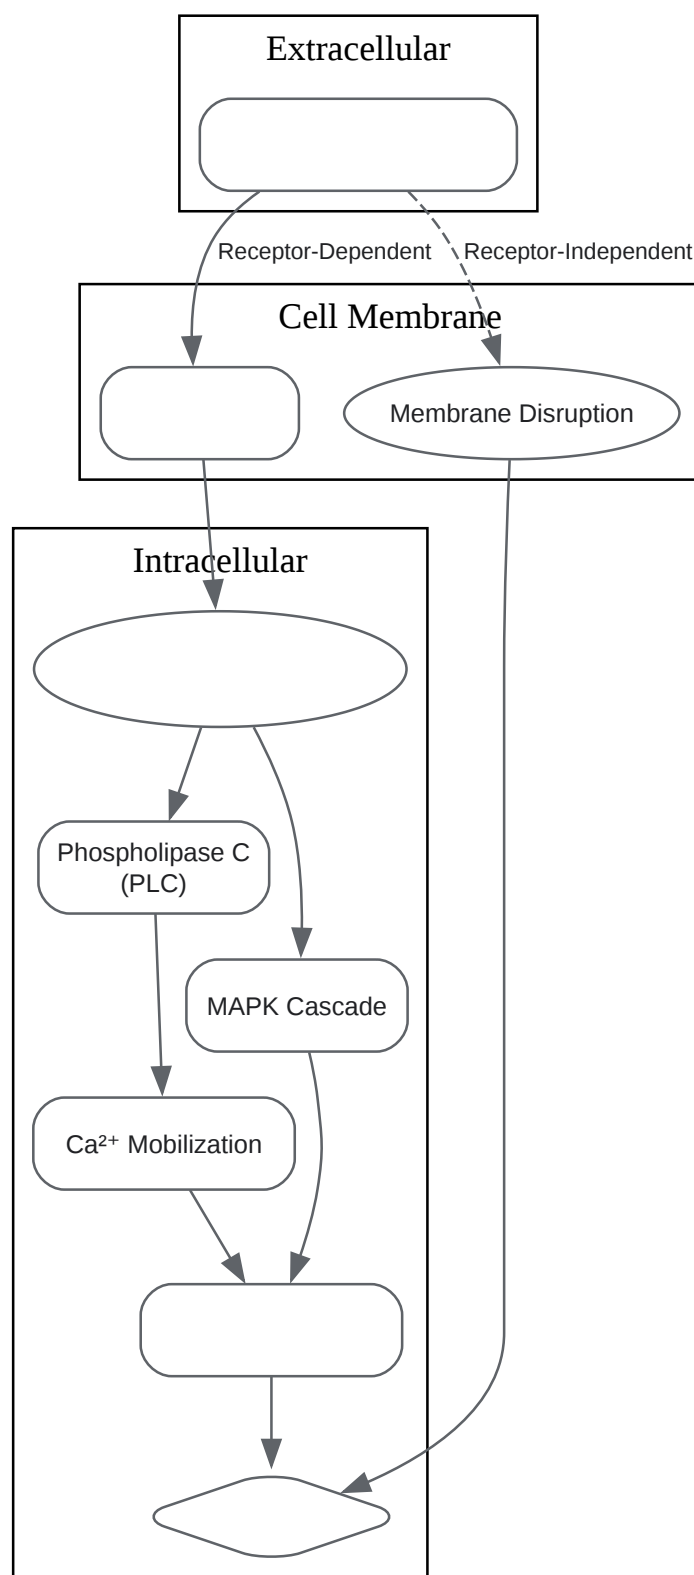 Extracellular
Receptor-Dependent
Receptor-Independent
Cell Membrane
Membrane Disruption
Intracellular
Phospholipase C
(PLC)
MAPK Cascade
Ca²⁺ Mobilization